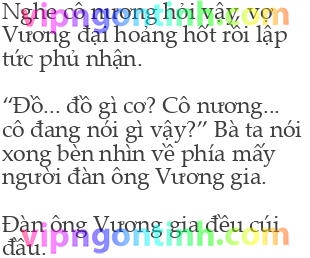 Nghe cô nương hỏi vậy, vợ
vipngontinh.com
Vương đại hoảng hốt rồi lập
tức phủ nhận.
“Đồ... đồ gì cơ? Cô nương...
cô đang nói gì vậy?” Bà ta nói
vipngontinh.com
xong bèn nhìn về phía mấy
người đàn ông Vương gia.
Đàn ông Vương gia đều cúi
vipngontinh.com
đầu.